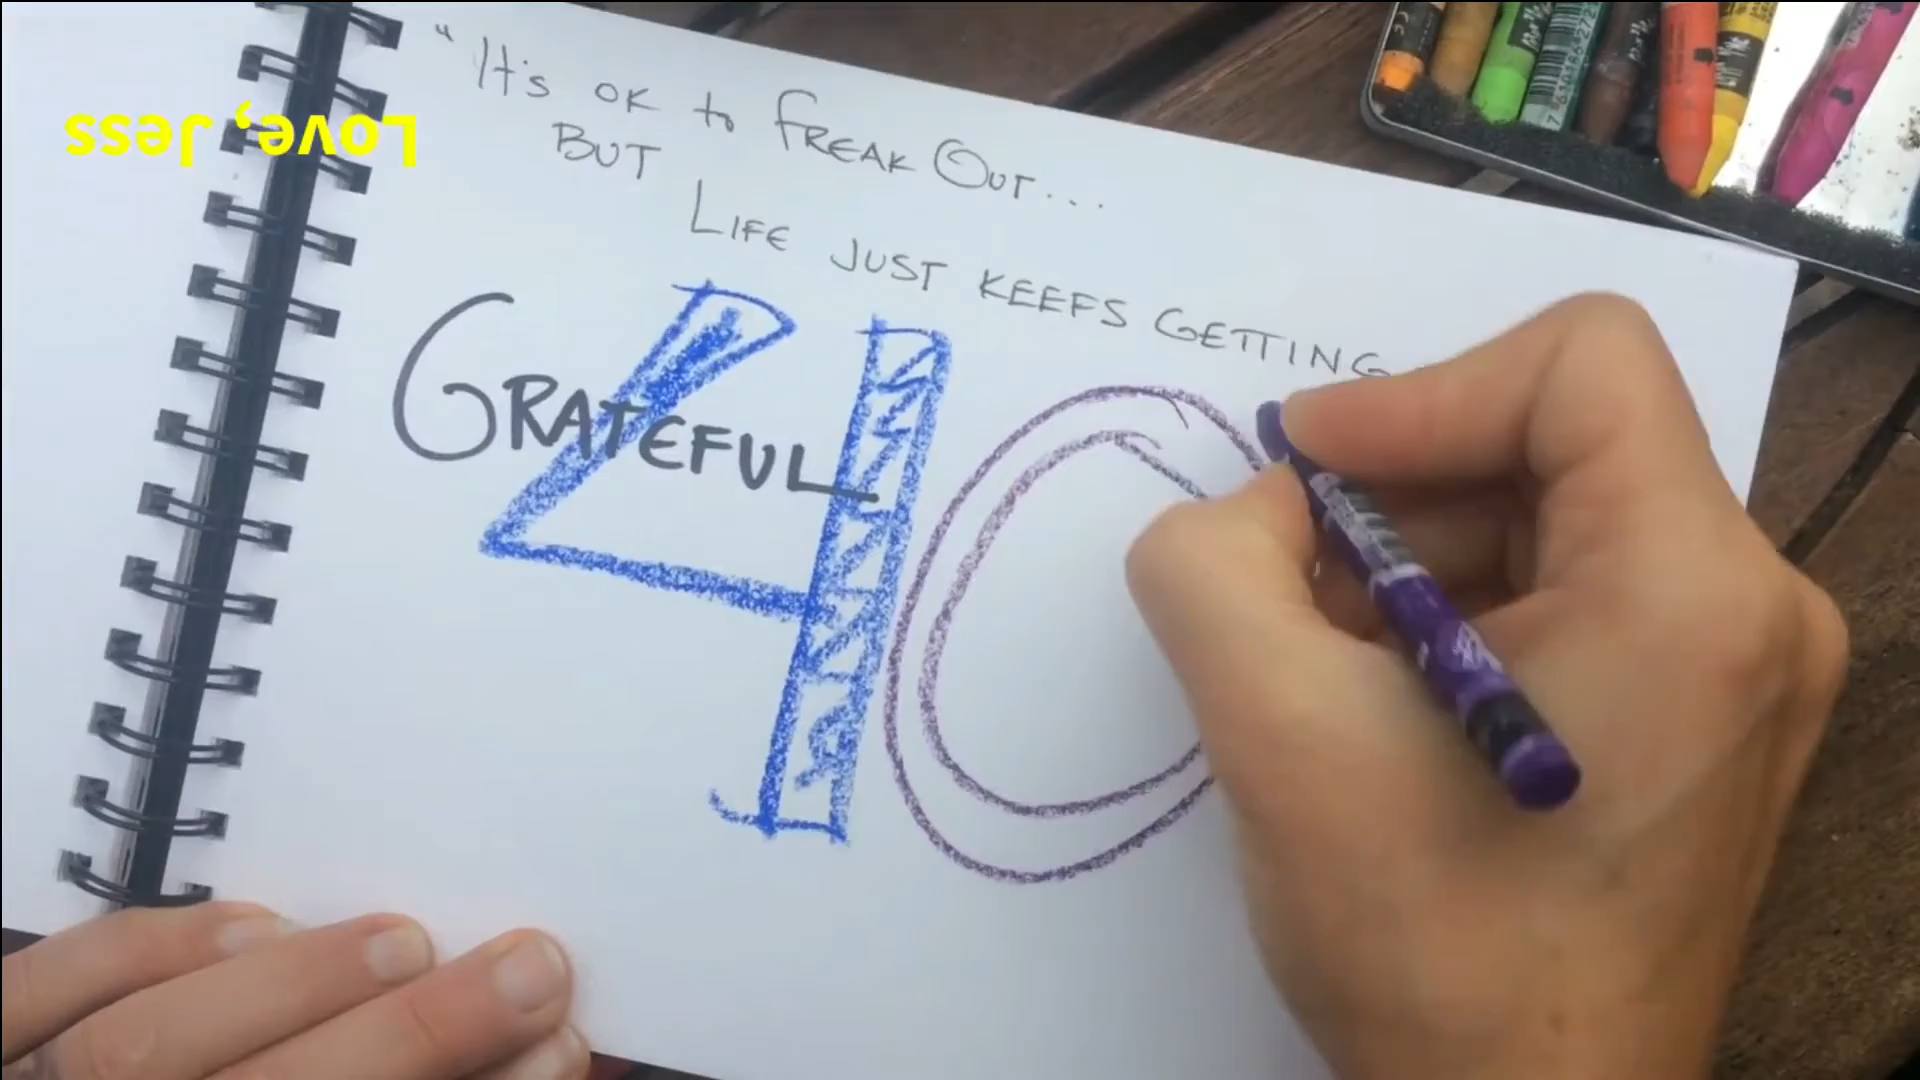 "It's OK to FREAK OUT...
BUT
LIFE JUST KEEPS GETTING
GRATEFUL
40
Love, Jess